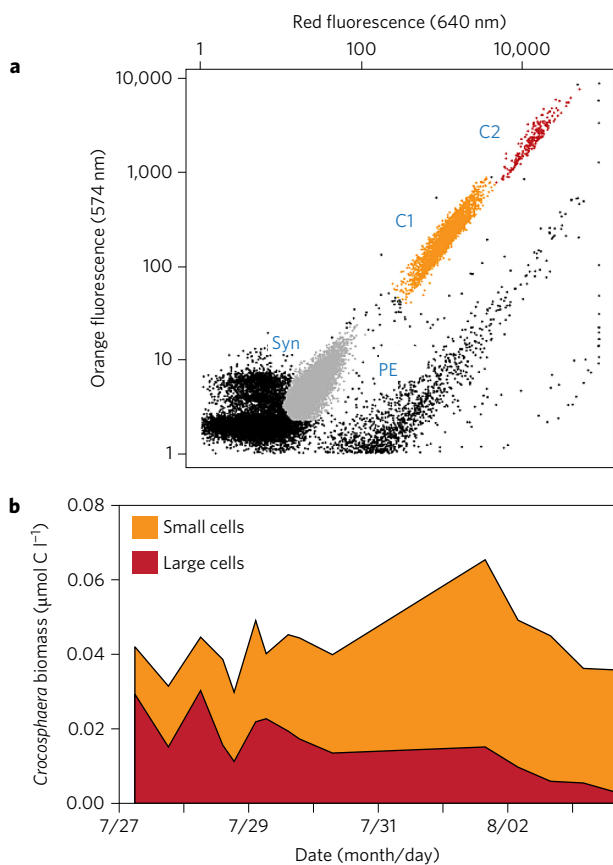 Red fluorescence (640 nm)
1 100 10,000
a
10,000
1,000
100
10
1
Orange fluorescence (574 nm)
C2
C1
Syn
PE
b
0.08
0.06
0.04
0.02
0.00
Crocosphaera biomass (μmol C l⁻¹)
Small cells
Large cells
7/27 7/29 7/31 8/02
Date (month/day)